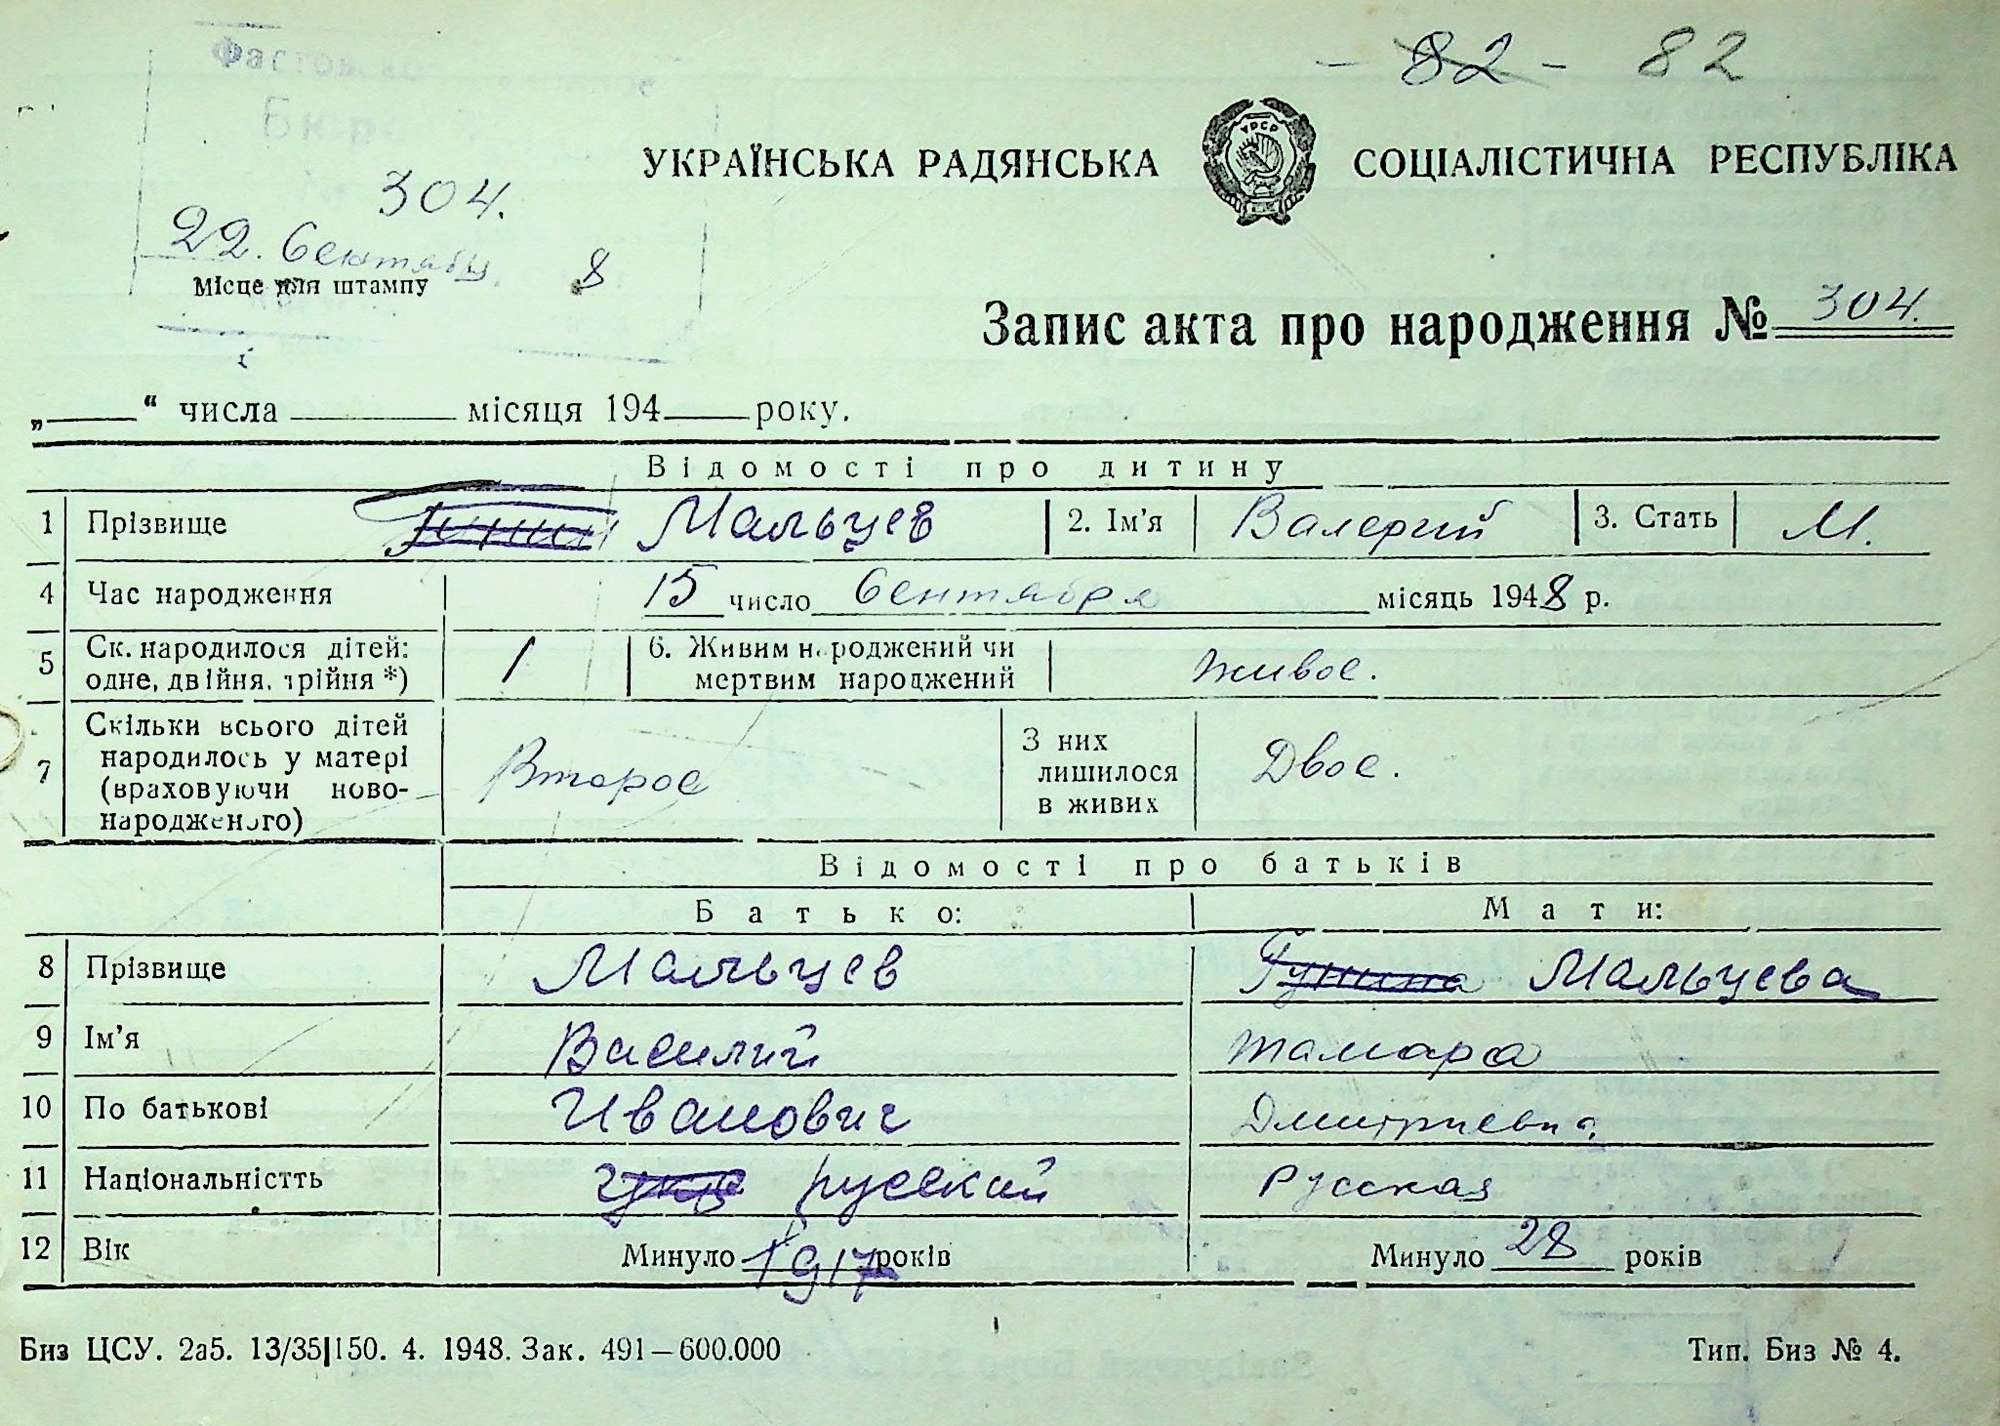 - 82 - 82
УКРАЇНСЬКА РАДЯНСЬКА СОЦІАЛІСТИЧНА РЕСПУБЛІКА
УРСР
304.
22. Сентябр 8
Місце для штампу
Запис акта про народження № 304.
„ “ числа місяця 194 року.
Відомості про дитину
1 Прізвище Мальцев 2. Ім’я Валерий 3. Стать М.
4 Час народження 15 число Сентября місяць 1948 р.
5 Ск. народилося дітей: одне, двійня, трійня *) 1 6. Живим народжений чи мертвим народжений живое.
7 Скільки всього дітей народилось у матері (враховуючи ново- народженого) Второе З них лишилося в живих Двое.
Відомості про батьків
Батько: Мати:
8 Прізвище Мальцев Гунина Мальцева
9 Ім’я Василий Тамара
10 По батькові Иванович Дмитриевна
11 Національністть русский Русская
12 Вік Минуло 1917 років Минуло 28 років
Биз ЦСУ. 2а5. 13/35|150. 4. 1948. Зак. 491—600.000 Тип. Биз № 4.